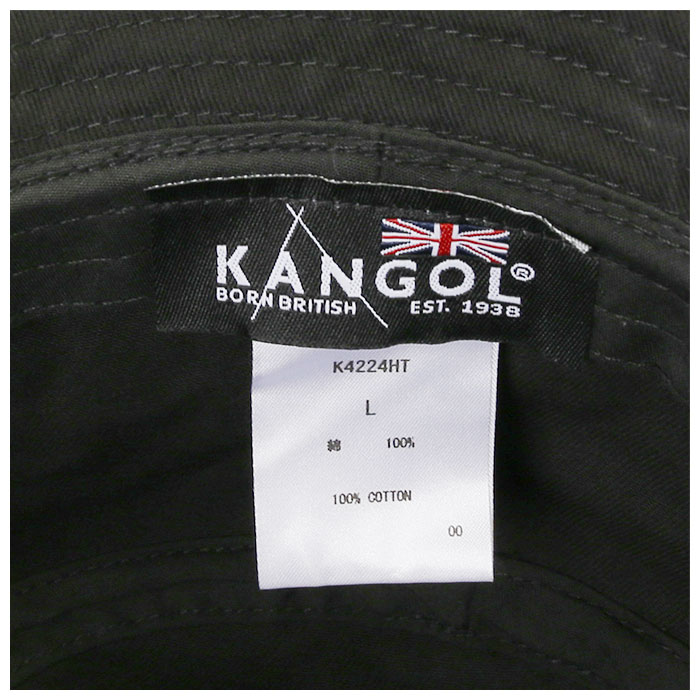 KANGOL®
BORN BRITISH EST. 1938
K4224HT
L
綿 100%
100% COTTON
00